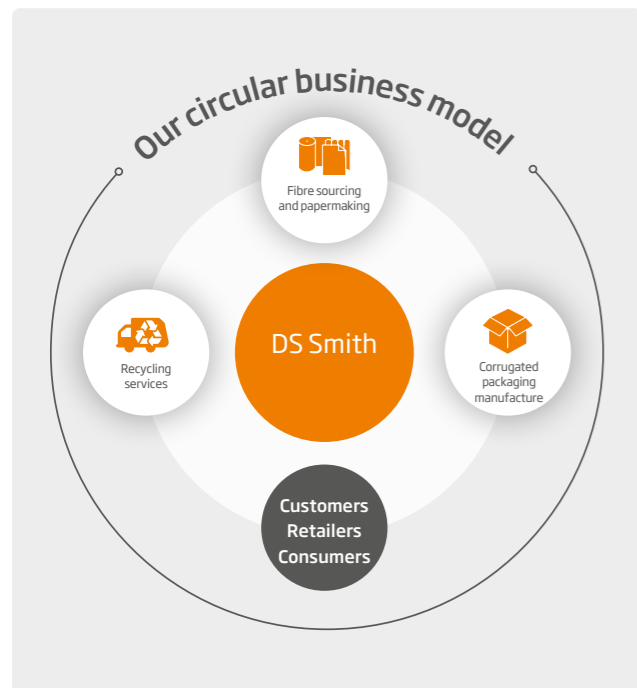 Our circular business model
Fibre sourcing
and papermaking
DS Smith
Recycling
services
Corrugated
packaging
manufacture
Customers
Retailers
Consumers